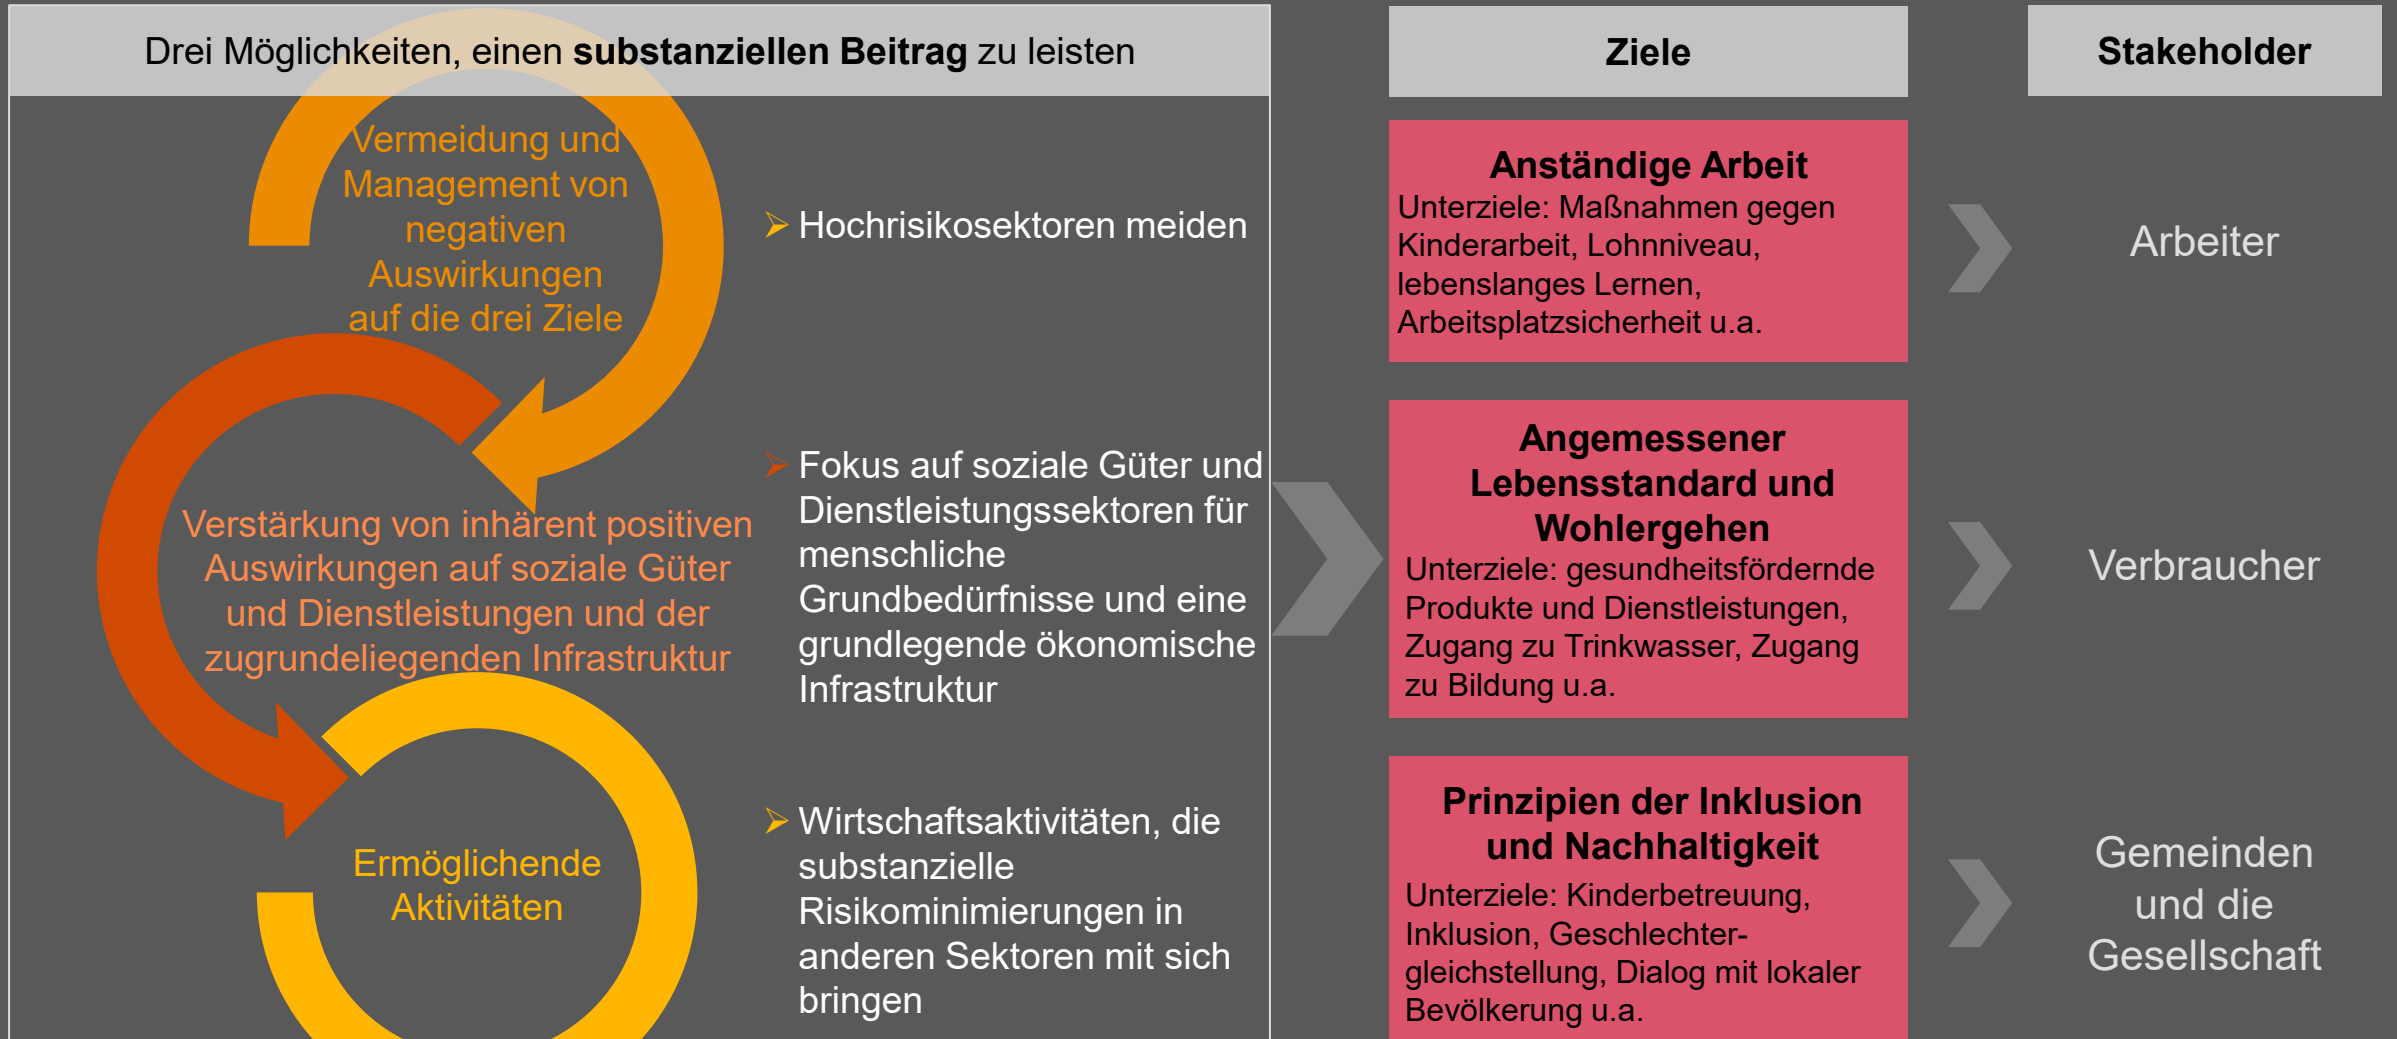 Drei Möglichkeiten, einen substanziellen Beitrag zu leisten
Vermeidung und
Management von
negativen
Auswirkungen
auf die drei Ziele
Hochrisikosektoren meiden
Verstärkung von inhärent positiven
Auswirkungen auf soziale Güter
und Dienstleistungen und der
zugrundeliegenden Infrastruktur
Fokus auf soziale Güter und
Dienstleistungssektoren für
menschliche
Grundbedürfnisse und eine
grundlegende ökonomische
Infrastruktur
Ermöglichende
Aktivitäten
Wirtschaftsaktivitäten, die
substanzielle
Risikominimierungen in
anderen Sektoren mit sich
bringen
Ziele
Anständige Arbeit
Unterziele: Maßnahmen gegen
Kinderarbeit, Lohnniveau,
lebenslanges Lernen,
Arbeitsplatzsicherheit u.a.
Angemessener
Lebensstandard und
Wohlergehen
Unterziele: gesundheitsfördernde
Produkte und Dienstleistungen,
Zugang zu Trinkwasser, Zugang
zu Bildung u.a.
Prinzipien der Inklusion
und Nachhaltigkeit
Unterziele: Kinderbetreuung,
Inklusion, Geschlechter-
gleichstellung, Dialog mit lokaler
Bevölkerung u.a.
Stakeholder
Arbeiter
Verbraucher
Gemeinden
und die
Gesellschaft